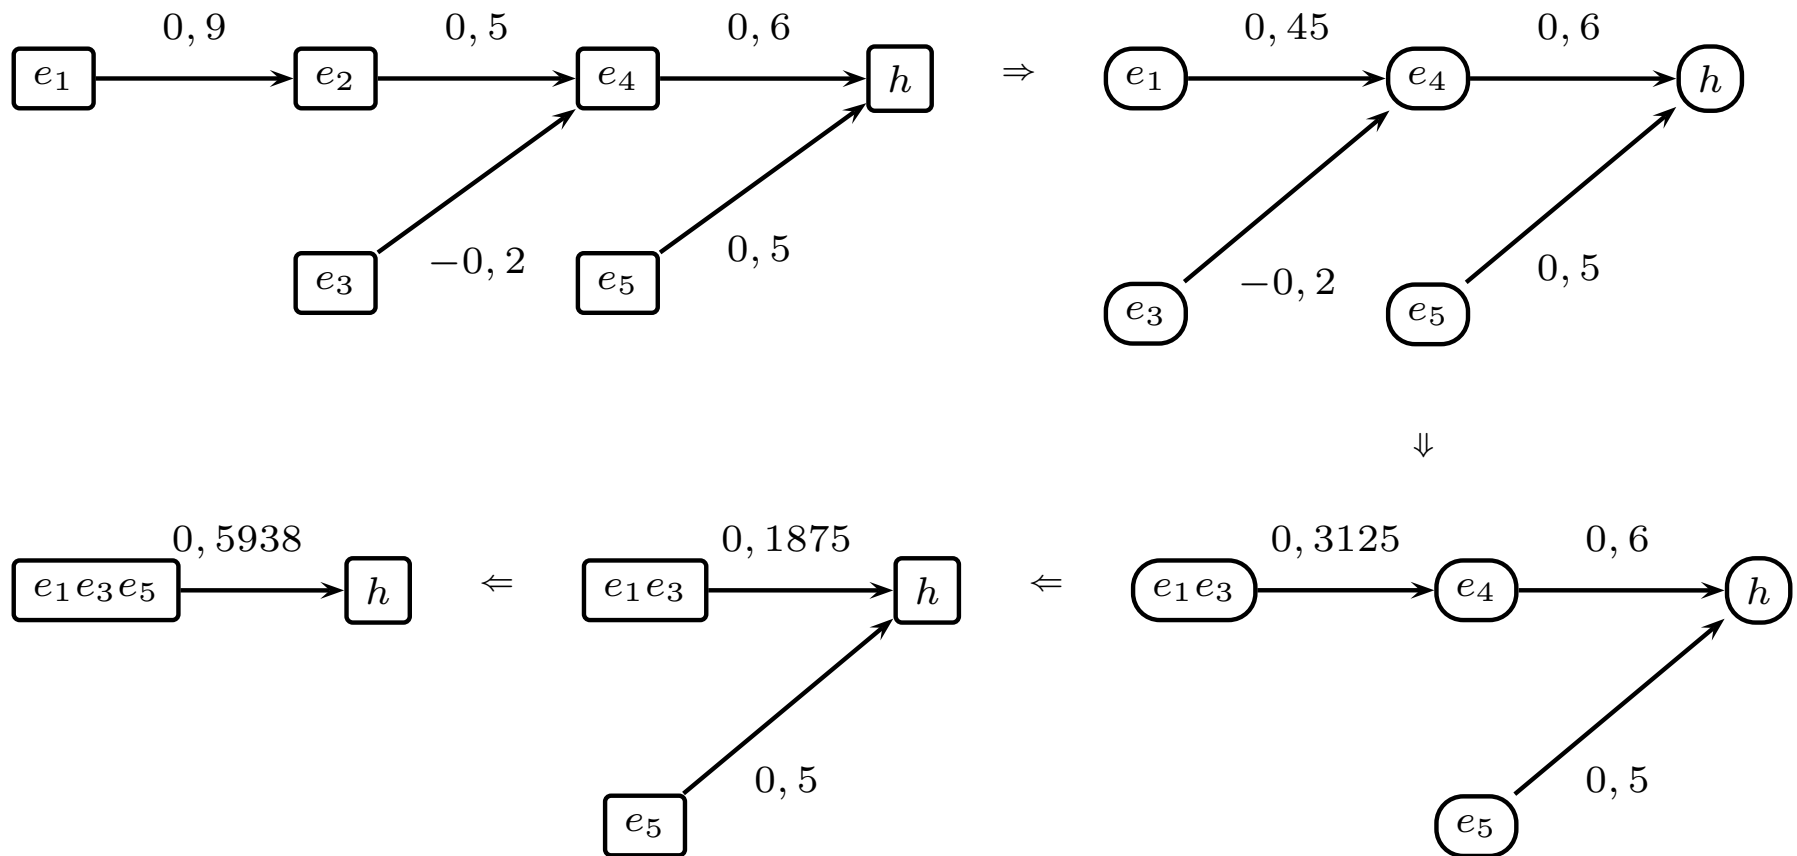 0, 9 0, 5 0, 6 0, 45 0, 6
e₁ e₂ e₄ h ⇒ e₁ e₄ h
e₃ −0, 2 e₅ 0, 5 e₃ −0, 2 e₅ 0, 5
⇓
0, 5938 0, 1875 0, 3125 0, 6
e₁e₃e₅ h ⇐ e₁e₃ h ⇐ e₁e₃ e₄ h
e₅ 0, 5 e₅ 0, 5